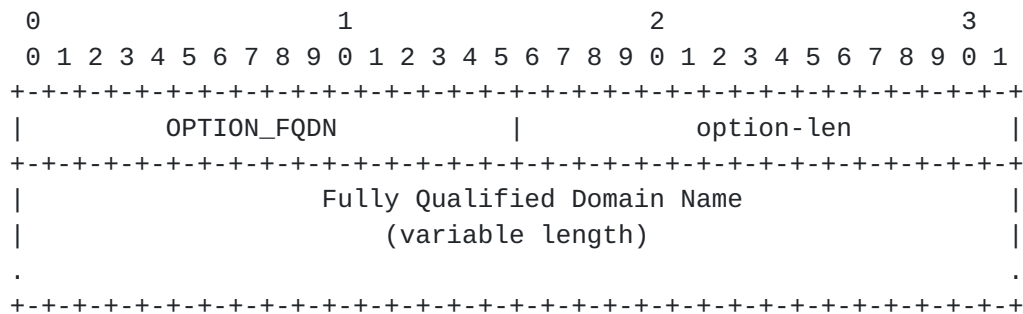 0                   1                   2                   3
 0 1 2 3 4 5 6 7 8 9 0 1 2 3 4 5 6 7 8 9 0 1 2 3 4 5 6 7 8 9 0 1
+-+-+-+-+-+-+-+-+-+-+-+-+-+-+-+-+-+-+-+-+-+-+-+-+-+-+-+-+-+-+-+-+
|         OPTION_FQDN           |           option-len          |
+-+-+-+-+-+-+-+-+-+-+-+-+-+-+-+-+-+-+-+-+-+-+-+-+-+-+-+-+-+-+-+-+
|                   Fully Qualified Domain Name                 |
|                       (variable length)                       |
.                                                               .
+-+-+-+-+-+-+-+-+-+-+-+-+-+-+-+-+-+-+-+-+-+-+-+-+-+-+-+-+-+-+-+-+